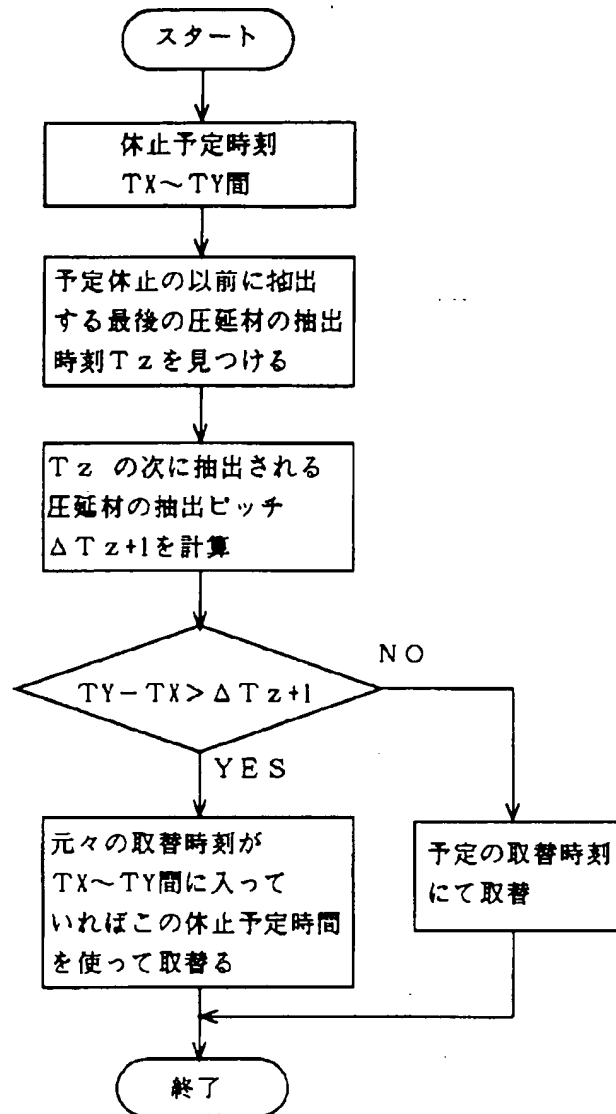 スタート
休止予定時刻
TX～TY間
予定休止の以前に抽出
する最後の圧延材の抽出
時刻Tzを見つける
Tz の次に抽出される
圧延材の抽出ピッチ
ΔTz+1を計算
TY－TX＞ΔTz+1
NO
YES
元々の取替時刻が
TX～TY間に入って
いればこの休止予定時間
を使って取替る
予定の取替時刻
にて取替
終了